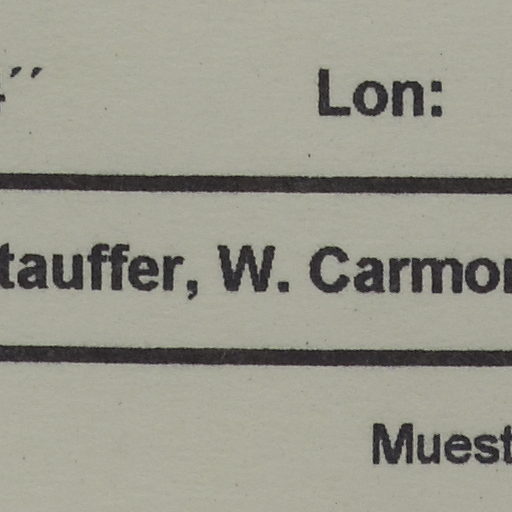 Lon:
tauffer, W. Carmo
Muest